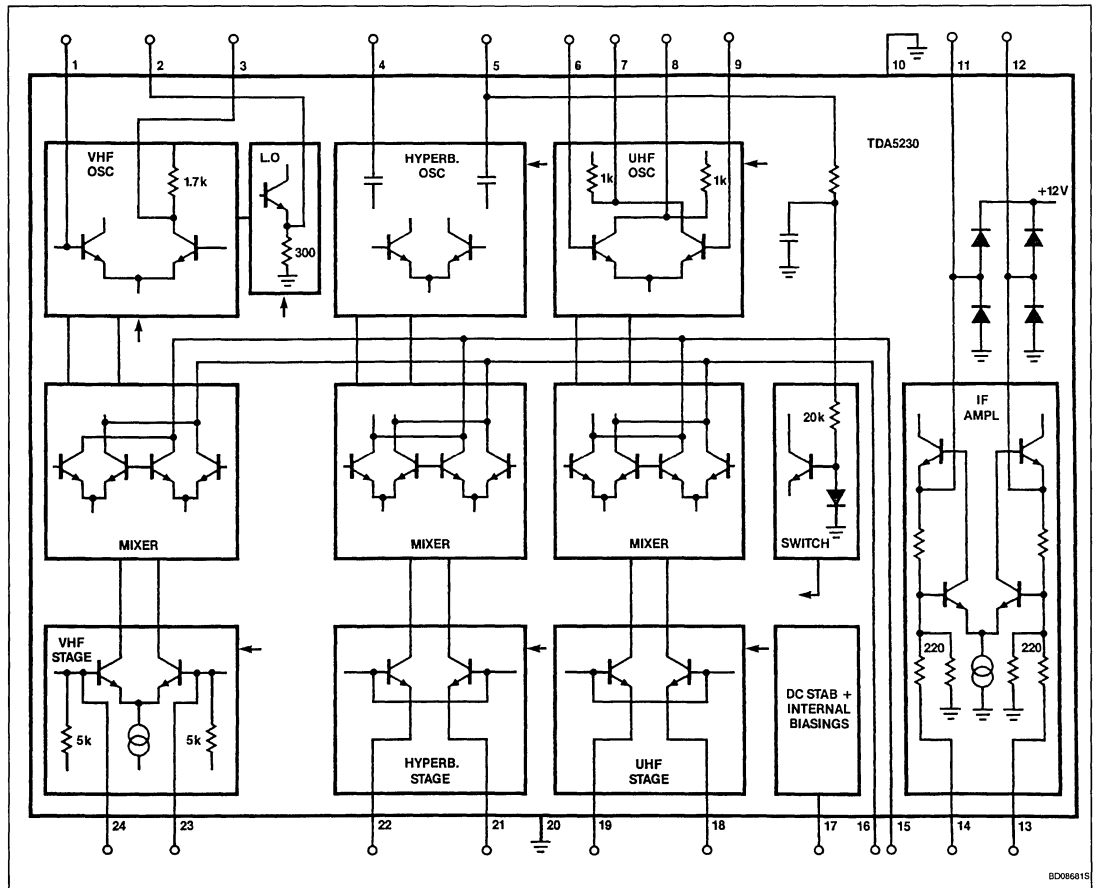 1 2 3 4 5 6 7 8 9 10 11 12
TDA5230
VHF
OSC
1.7k
L.O
300
HYPERB.
OSC
UHF
OSC
1k
1k
+12V
MIXER
MIXER
MIXER
20k
SWITCH
IF
AMPL
220
220
VHF
STAGE
5k
5k
HYPERB.
STAGE
UHF
STAGE
DC STAB +
INTERNAL
BIASINGS
24 23 22 21 20 19 18 17 16 15 14 13
BD08681S